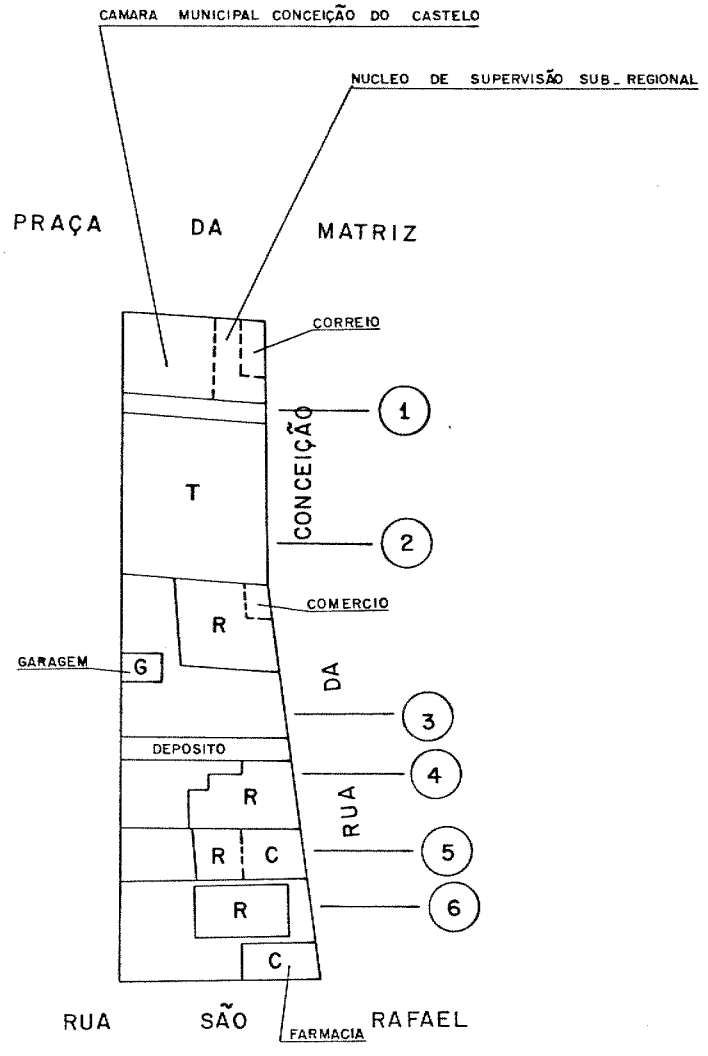 CAMARA MUNICIPAL CONCEIÇÃO DO CASTELO
NUCLEO DE SUPERVISÃO SUB_REGIONAL
PRAÇA DA MATRIZ
CORREIO
1
CONCEIÇÃO
T
2
COMERCIO
R
GARAGEM
G
DA
3
DEPOSITO
4
R
RUA
R
C
5
R
6
C
RUA SÃO RAFAEL
FARMACIA